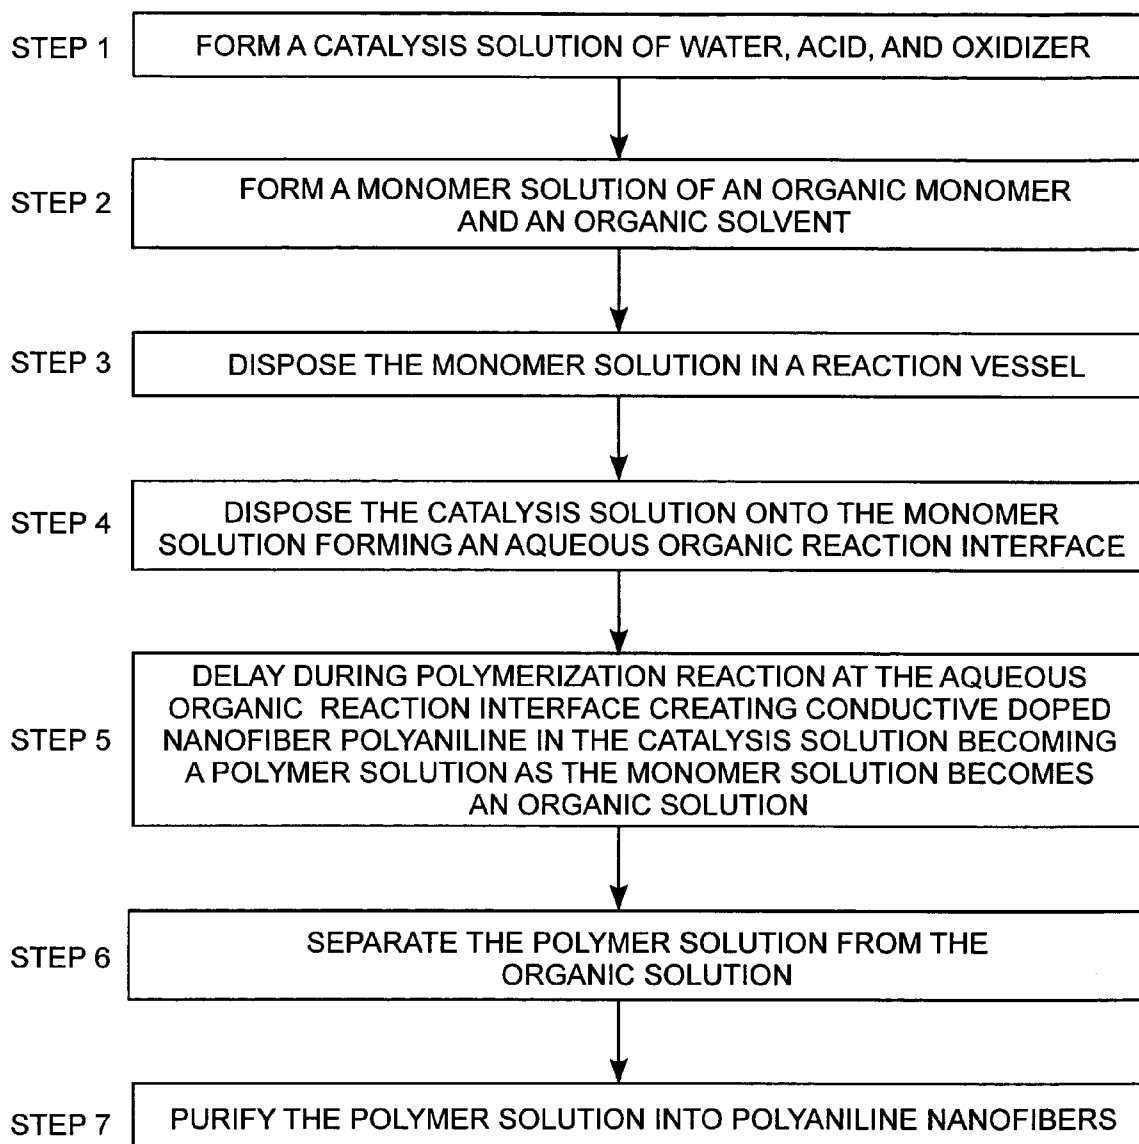 STEP 1
FORM A CATALYSIS SOLUTION OF WATER, ACID, AND OXIDIZER
STEP 2
FORM A MONOMER SOLUTION OF AN ORGANIC MONOMER
AND AN ORGANIC SOLVENT
STEP 3
DISPOSE THE MONOMER SOLUTION IN A REACTION VESSEL
STEP 4
DISPOSE THE CATALYSIS SOLUTION ONTO THE MONOMER
SOLUTION FORMING AN AQUEOUS ORGANIC REACTION INTERFACE
STEP 5
DELAY DURING POLYMERIZATION REACTION AT THE AQUEOUS
ORGANIC REACTION INTERFACE CREATING CONDUCTIVE DOPED
NANOFIBER POLYANILINE IN THE CATALYSIS SOLUTION BECOMING
A POLYMER SOLUTION AS THE MONOMER SOLUTION BECOMES
AN ORGANIC SOLUTION
STEP 6
SEPARATE THE POLYMER SOLUTION FROM THE
ORGANIC SOLUTION
STEP 7
PURIFY THE POLYMER SOLUTION INTO POLYANILINE NANOFIBERS